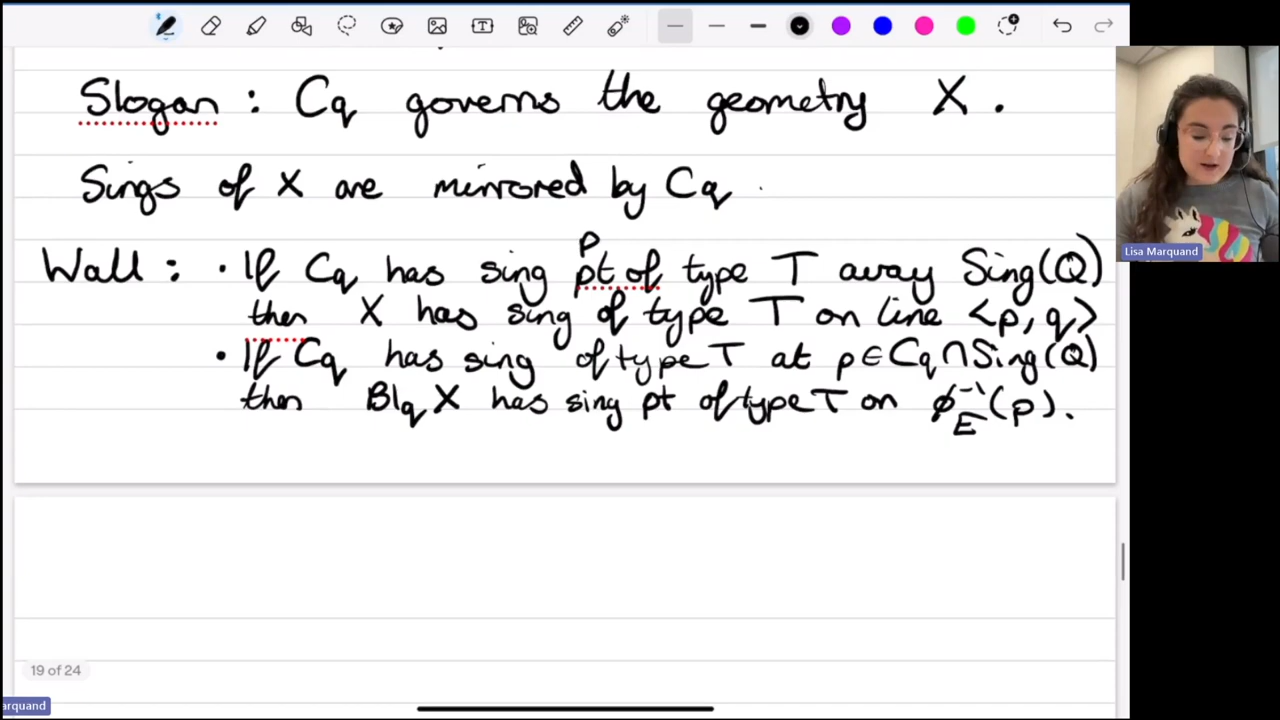 Slogan : Cq governs the geometry X .
Sings of X are mirrored by Cq .
Wall : · If Cq has sing pt of type T away Sing(Q)
p
then X has sing of type T on line <p, q>
· If Cq has sing of type T at p ∈ Cq ∩ Sing(Q)
then Blq X has sing pt of type T on ϕ_E^{-1}(p).
Lisa Marquand
19 of 24
arquand